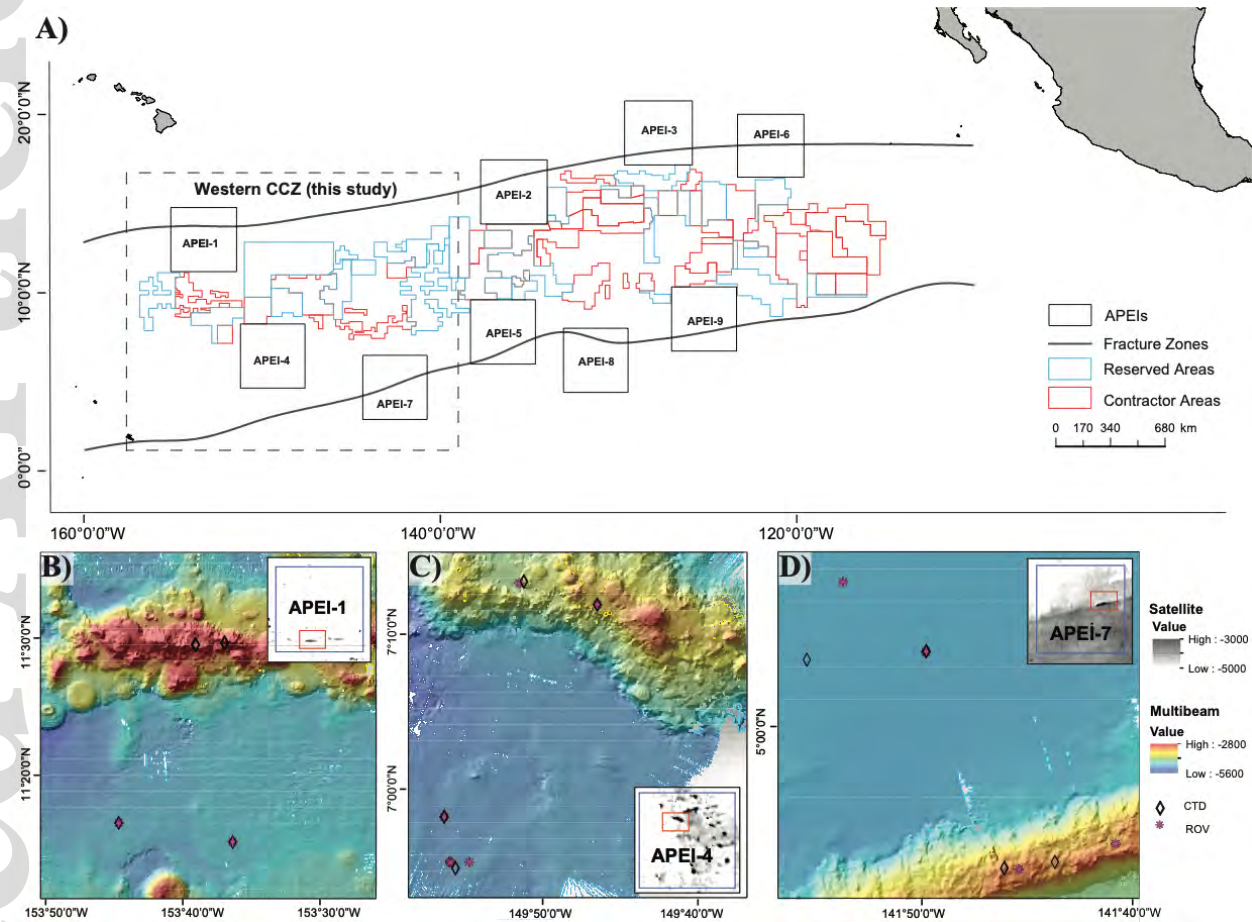 A)
20°0'0"N
10°0'0"N
0°0'0"
160°0'0"W
140°0'0"W
120°0'0"W
Western CCZ (this study)
APEI-1
APEI-2
APEI-3
APEI-6
APEI-4
APEI-5
APEI-7
APEI-8
APEI-9
APEIs
Fracture Zones
Reserved Areas
Contractor Areas
0 170 340 680 km
B)
APEI-1
11°30'0"N
11°20'0"N
153°50'0"W
153°40'0"W
153°30'0"W
C)
APEI-4
7°10'0"N
7°00'0"N
149°50'0"W
149°40'0"W
D)
APEI-7
5°00'0"N
141°50'0"W
141°40'0"W
Satellite
Value
High : -3000
Low : -5000
Multibeam
Value
High : -2800
Low : -5600
CTD
ROV